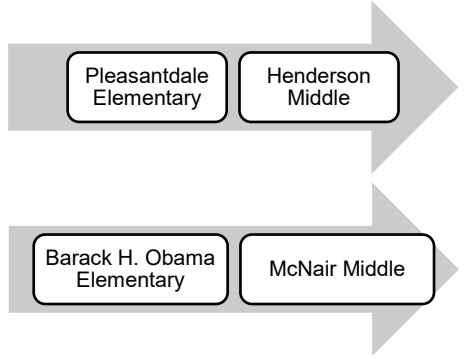 Pleasantdale
Elementary
Henderson
Middle
Barack H. Obama
Elementary
McNair Middle